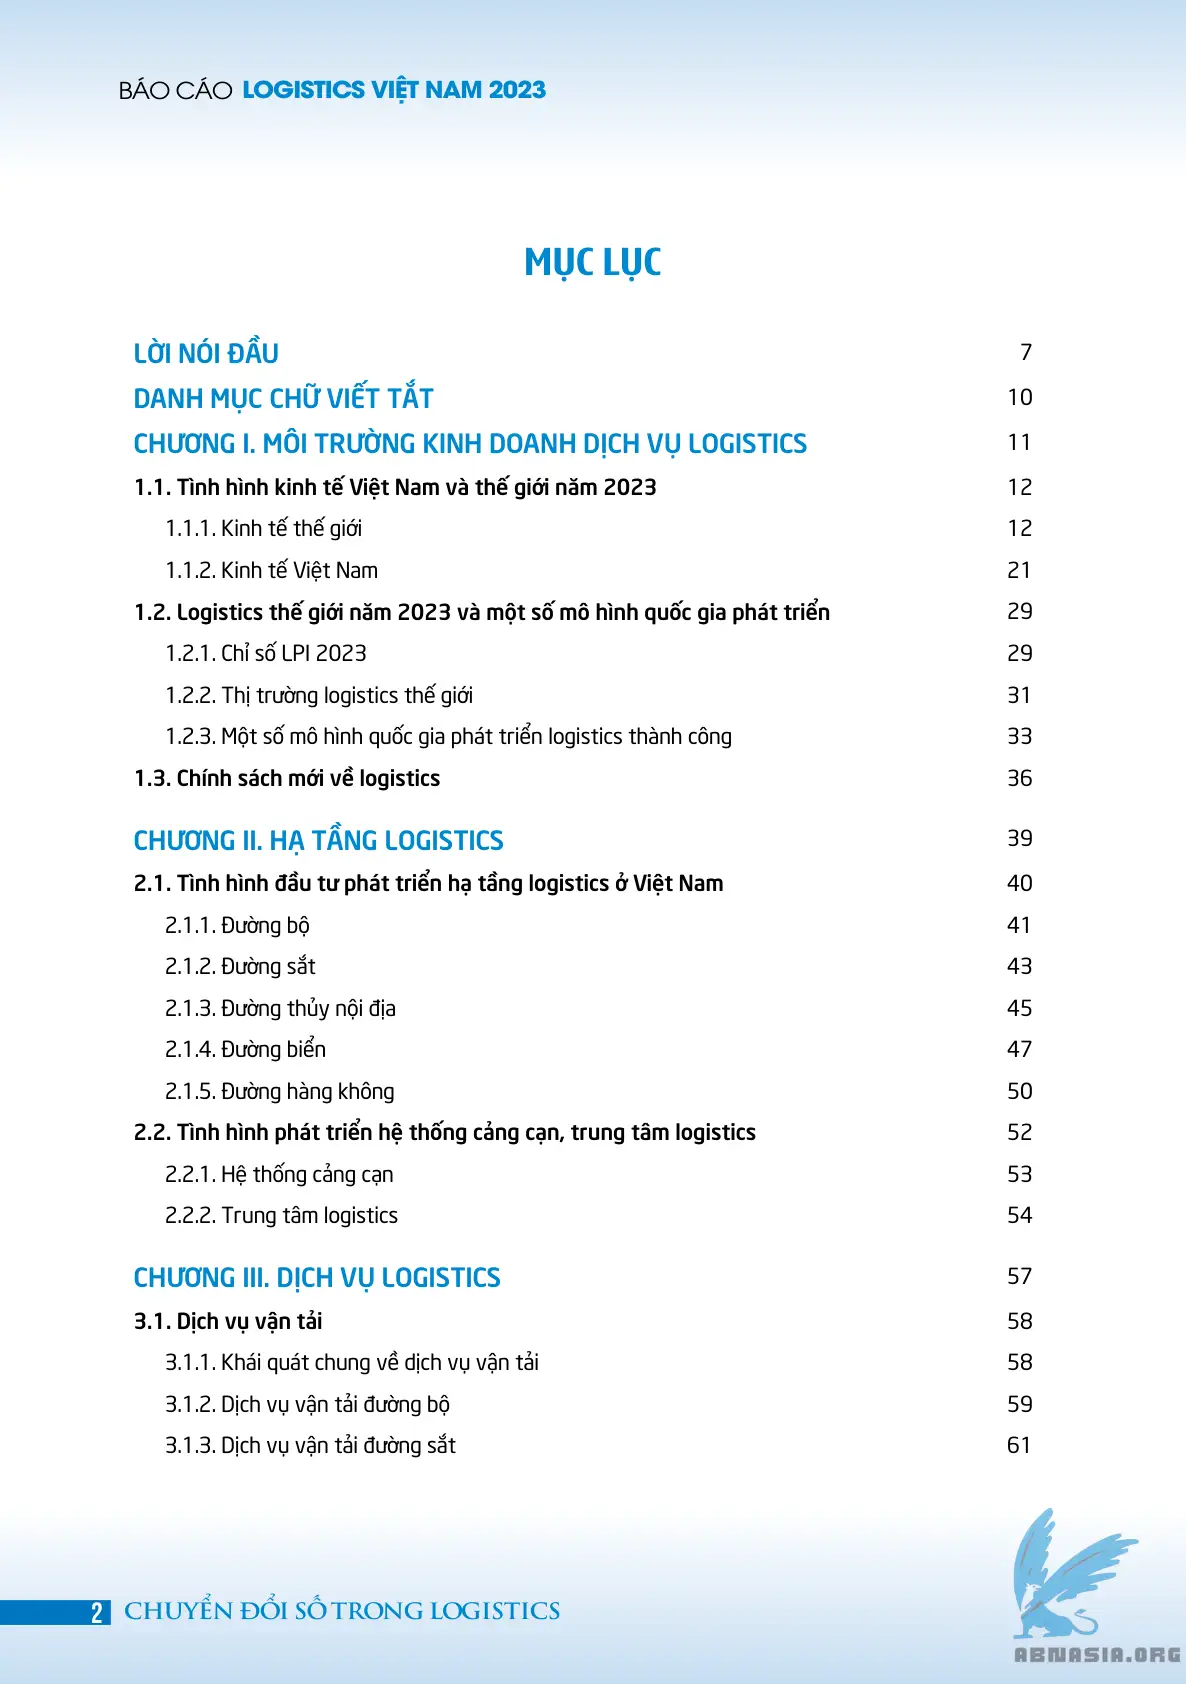 BÁO CÁO LOGISTICS VIỆT NAM 2023
MỤC LỤC
LỜI NÓI ĐẦU 7
DANH MỤC CHỮ VIẾT TẮT 10
CHƯƠNG I. MÔI TRƯỜNG KINH DOANH DỊCH VỤ LOGISTICS 11
1.1. Tình hình kinh tế Việt Nam và thế giới năm 2023 12
1.1.1. Kinh tế thế giới 12
1.1.2. Kinh tế Việt Nam 21
1.2. Logistics thế giới năm 2023 và một số mô hình quốc gia phát triển 29
1.2.1. Chỉ số LPI 2023 29
1.2.2. Thị trường logistics thế giới 31
1.2.3. Một số mô hình quốc gia phát triển logistics thành công 33
1.3. Chính sách mới về logistics 36
CHƯƠNG II. HẠ TẦNG LOGISTICS 39
2.1. Tình hình đầu tư phát triển hạ tầng logistics ở Việt Nam 40
2.1.1. Đường bộ 41
2.1.2. Đường sắt 43
2.1.3. Đường thủy nội địa 45
2.1.4. Đường biển 47
2.1.5. Đường hàng không 50
2.2. Tình hình phát triển hệ thống cảng cạn, trung tâm logistics 52
2.2.1. Hệ thống cảng cạn 53
2.2.2. Trung tâm logistics 54
CHƯƠNG III. DỊCH VỤ LOGISTICS 57
3.1. Dịch vụ vận tải 58
3.1.1. Khái quát chung về dịch vụ vận tải 58
3.1.2. Dịch vụ vận tải đường bộ 59
3.1.3. Dịch vụ vận tải đường sắt 61
2 CHUYỂN ĐỔI SỐ TRONG LOGISTICS
ABNASIA.ORG